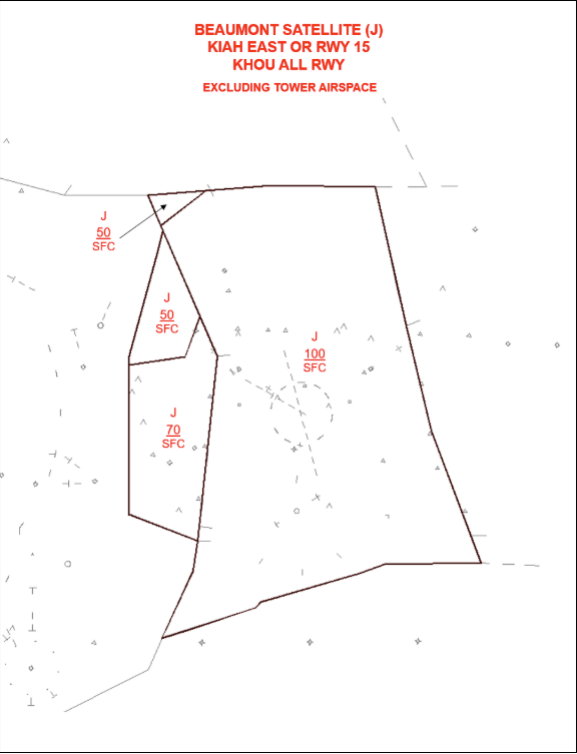 BEAUMONT SATELLITE (J)
KIAH EAST OR RWY 15
KHOU ALL RWY
EXCLUDING TOWER AIRSPACE
J
50
SFC
J
50
SFC
J
100
SFC
J
70
SFC